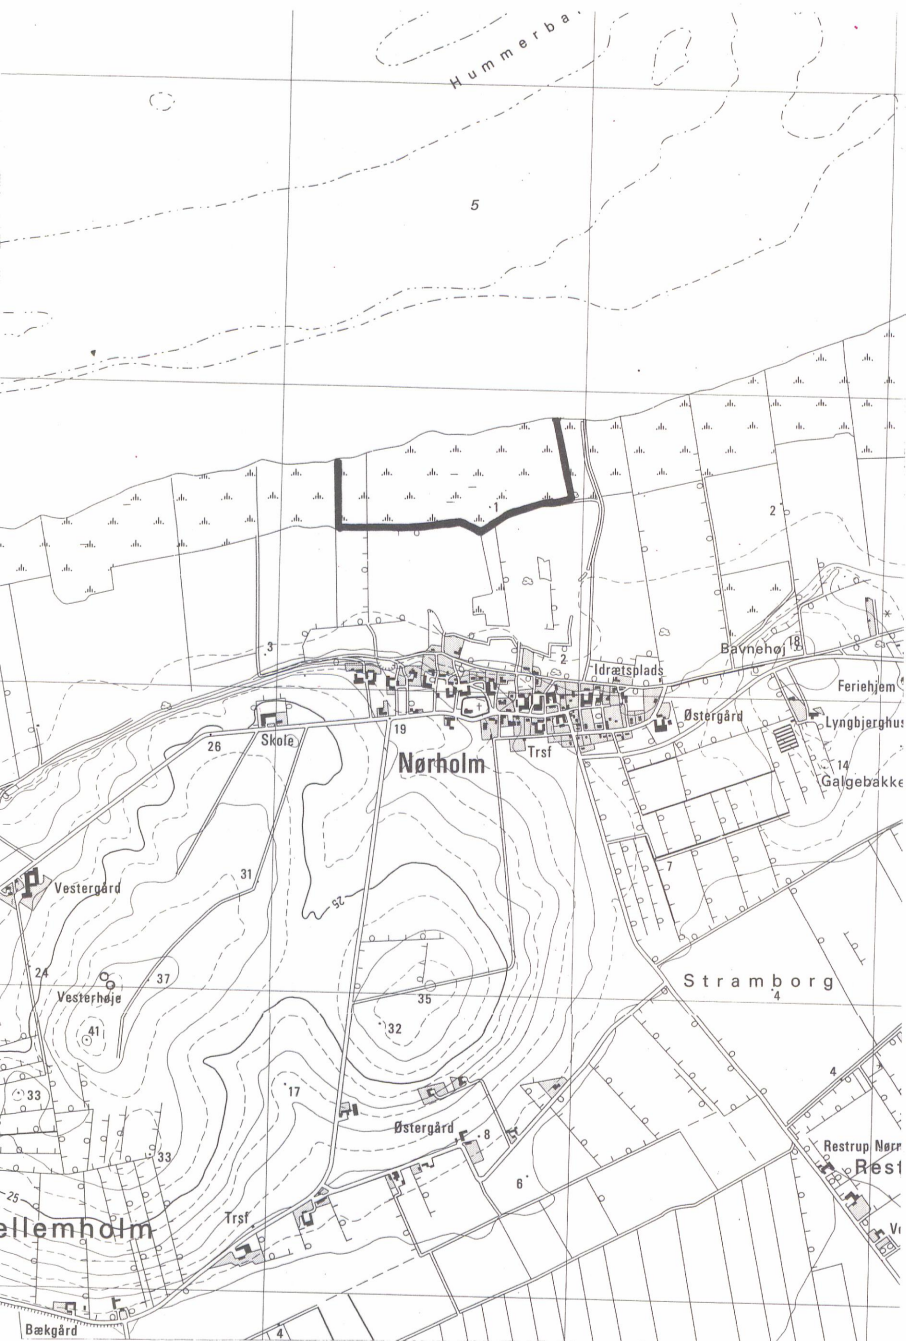 Hummerba
5
1
2
3
2
Bavnehøj 18
Idrætsplads
Feriehjem
Østergård
Lyngbjerghus
26
Skole
19
Trsf
Nørholm
14
Galgebakke
7
31
Vestergård
25
24
37
Vesterhøje
35
Stramborg
4
32
41
33
17
4
Østergård
8
Restrup Nørr
Rest
33
6
25
Trsf
ellemholm
Bækgård
4